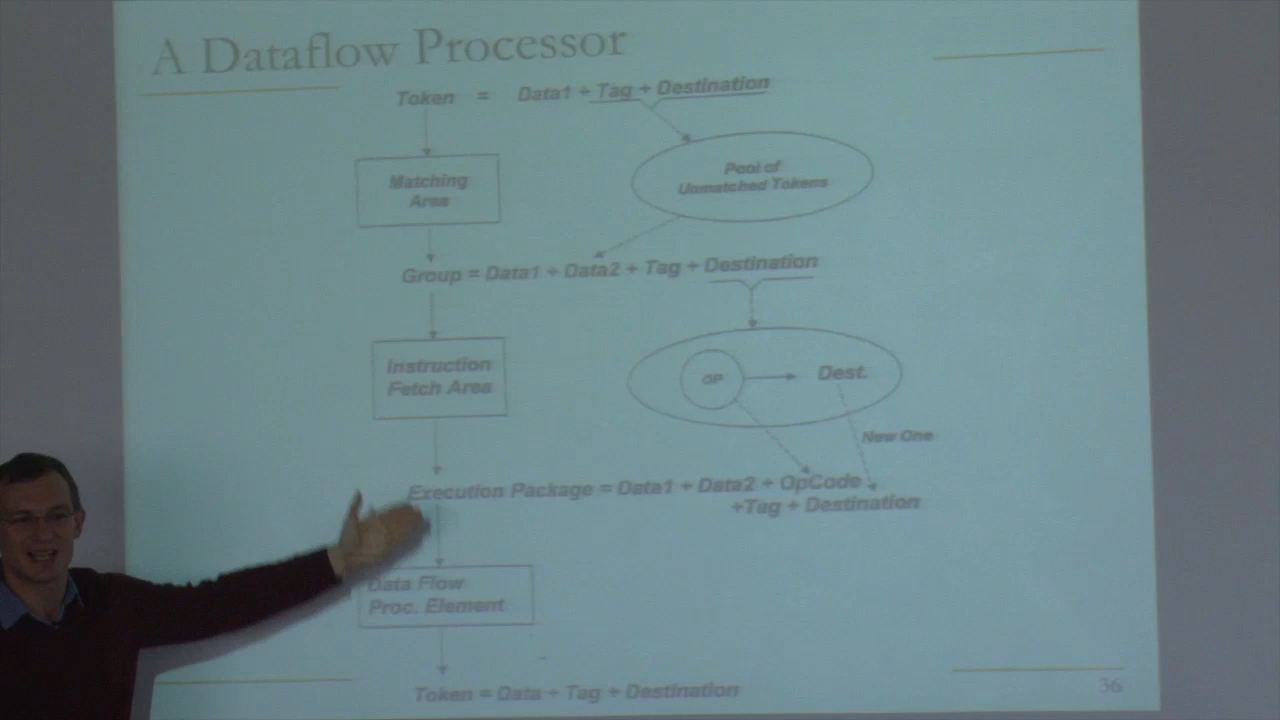 A Dataflow Processor
Token = Data1 + Tag + Destination
Matching
Area
Pool of
Unmatched Tokens
Group = Data1 + Data2 + Tag + Destination
Instruction
Fetch Area
OP
Dest.
New One
Execution Package = Data1 + Data2 + OpCode
+Tag + Destination
Data Flow
Proc. Element
Token = Data + Tag + Destination
36